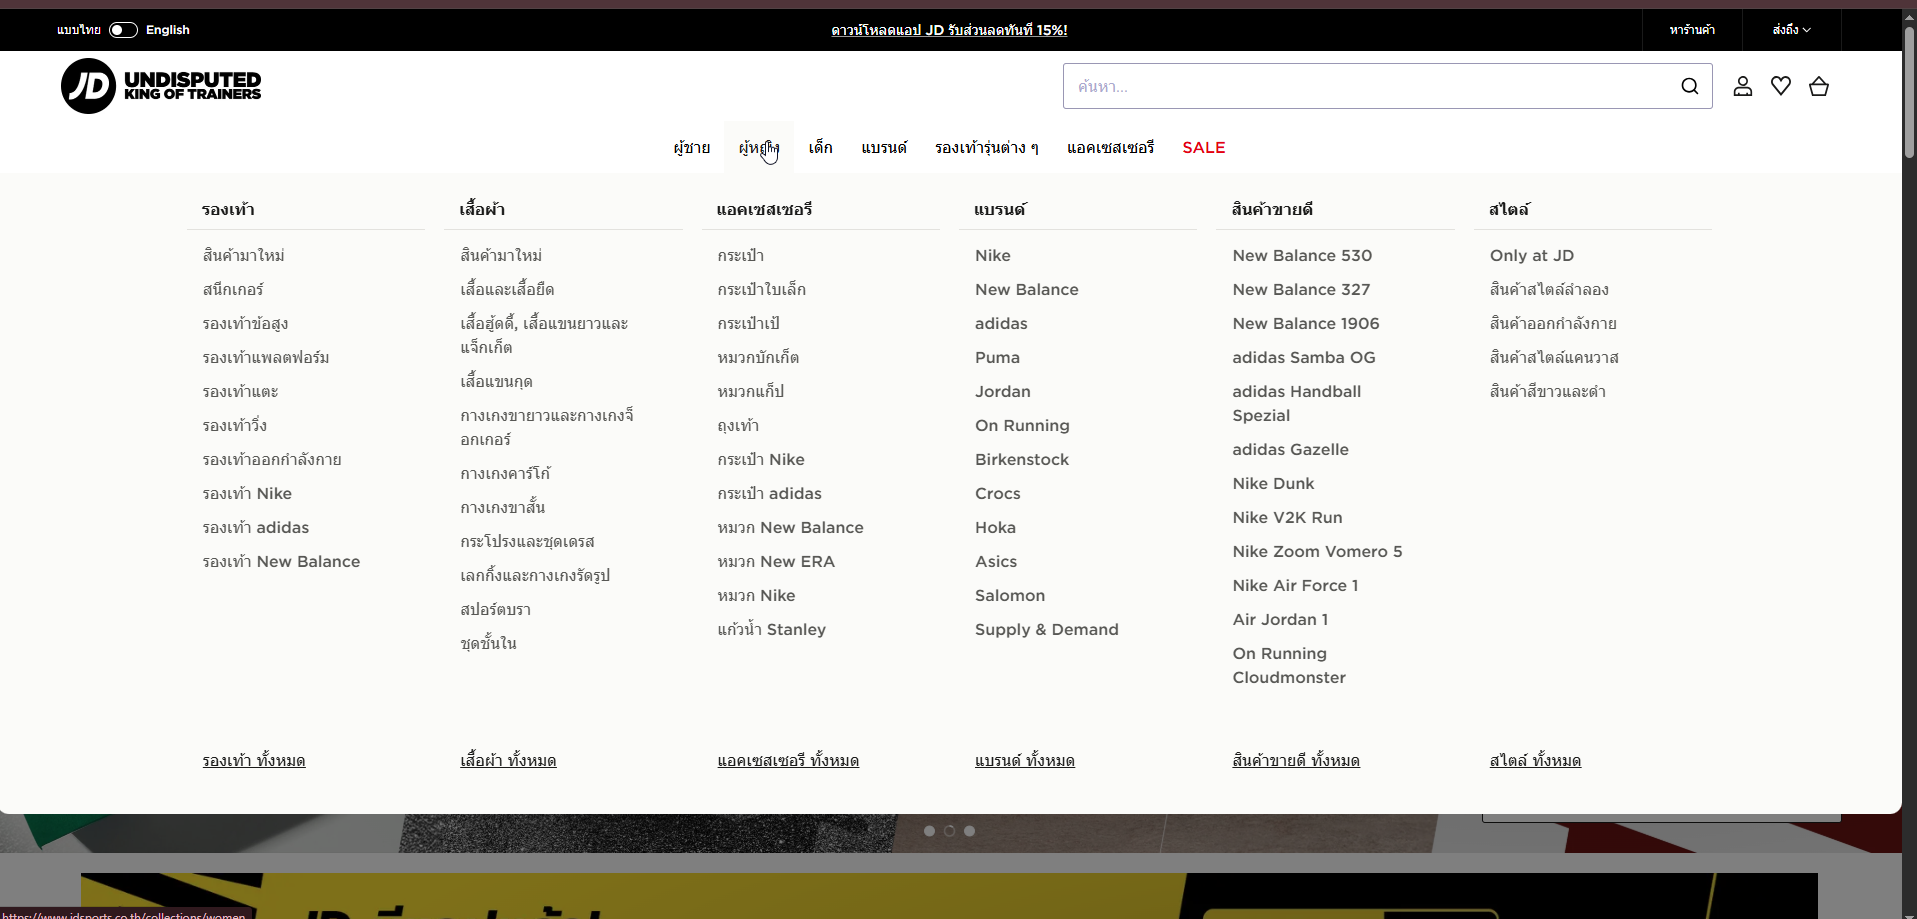 แบบไทย English
ดาวน์โหลดแอป JD รับส่วนลดทันที 15%!
หาร้านค้า
ส่งถึง
JD UNDISPUTED
KING OF TRAINERS
ค้นหา...
ผู้ชาย ผู้หญิง เด็ก แบรนด์ รองเท้ารุ่นต่าง ๆ แอคเซสเซอรี SALE
รองเท้า
สินค้ามาใหม่
สนีกเกอร์
รองเท้าข้อสูง
รองเท้าแพลตฟอร์ม
รองเท้าแตะ
รองเท้าวิ่ง
รองเท้าออกกำลังกาย
รองเท้า Nike
รองเท้า adidas
รองเท้า New Balance
รองเท้า ทั้งหมด
เสื้อผ้า
สินค้ามาใหม่
เสื้อและเสื้อยืด
เสื้อฮู้ดดี้, เสื้อแขนยาวและ
แจ็กเก็ต
เสื้อแขนกุด
กางเกงขายาวและกางเกงจ็
อกเกอร์
กางเกงคาร์โก้
กางเกงขาสั้น
กระโปรงและชุดเดรส
เลกกิ้งและกางเกงรัดรูป
สปอร์ตบรา
ชุดชั้นใน
เสื้อผ้า ทั้งหมด
แอคเซสเซอรี
กระเป๋า
กระเป๋าใบเล็ก
กระเป๋าเป้
หมวกบักเก็ต
หมวกแก็ป
ถุงเท้า
กระเป๋า Nike
กระเป๋า adidas
หมวก New Balance
หมวก New ERA
หมวก Nike
แก้วน้ำ Stanley
แอคเซสเซอรี ทั้งหมด
แบรนด์
Nike
New Balance
adidas
Puma
Jordan
On Running
Birkenstock
Crocs
Hoka
Asics
Salomon
Supply & Demand
แบรนด์ ทั้งหมด
สินค้าขายดี
New Balance 530
New Balance 327
New Balance 1906
adidas Samba OG
adidas Handball
Spezial
adidas Gazelle
Nike Dunk
Nike V2K Run
Nike Zoom Vomero 5
Nike Air Force 1
Air Jordan 1
On Running
Cloudmonster
สินค้าขายดี ทั้งหมด
สไตล์
Only at JD
สินค้าสไตล์ลำลอง
สินค้าออกกำลังกาย
สินค้าสไตล์แคนวาส
สินค้าสีขาวและดำ
สไตล์ ทั้งหมด
https://www.jdsports.co.th/collections/women